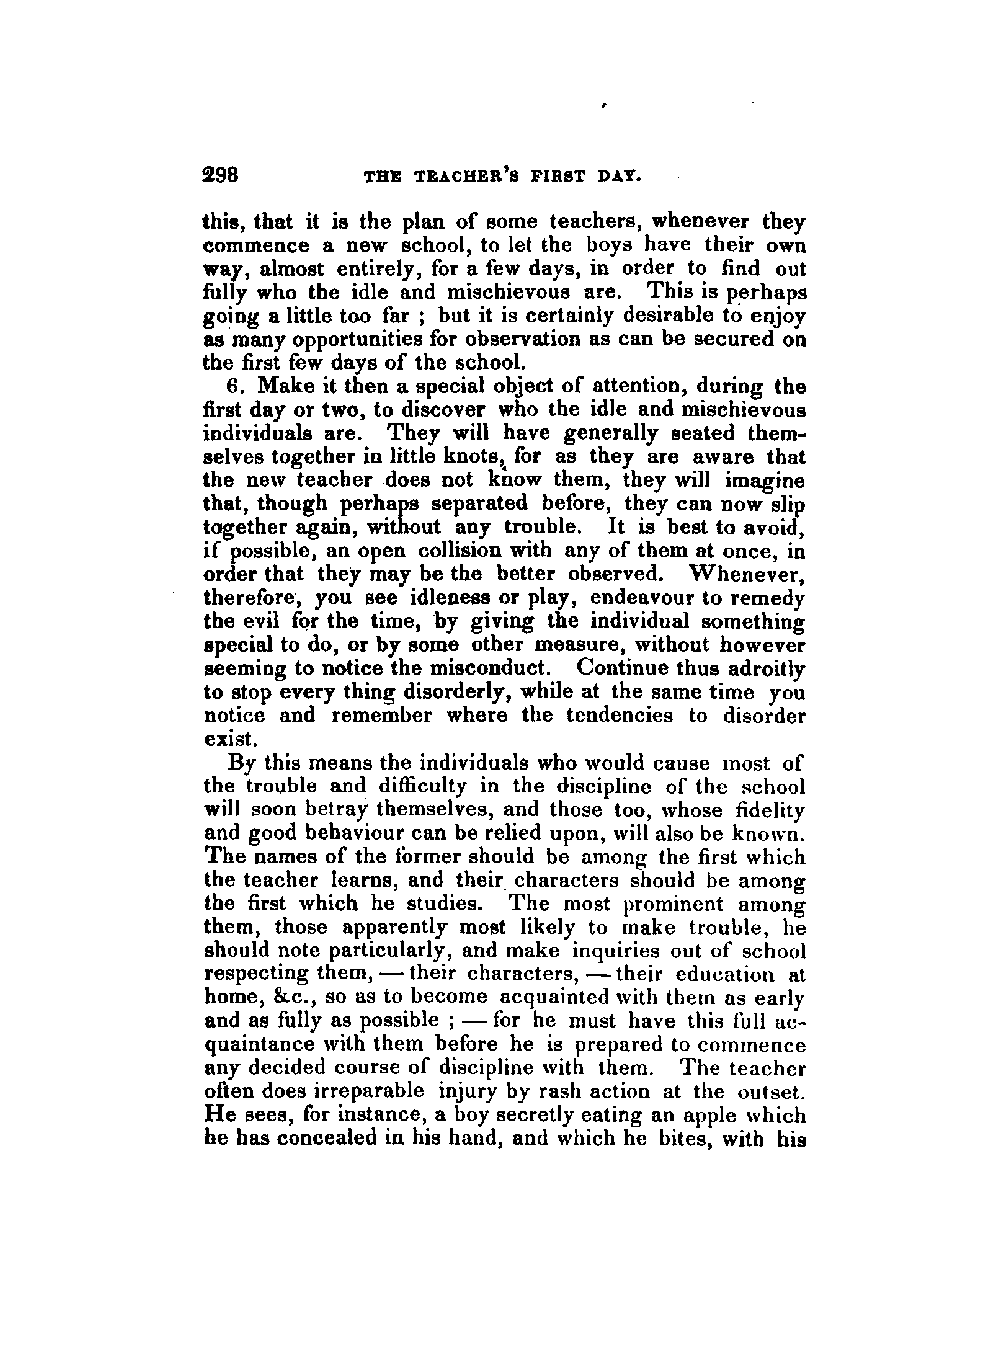 298 THE TEACHER'S FIRST DAY.
this, that it is the plan of some teachers, whenever they
commence a new school, to let the boys have their own
way, almost entirely, for a few days, in order to find out
fully who the idle and mischievous are. This is perhaps
going a little too far ; but it is certainly desirable to enjoy
as many opportunities for observation as can be secured on
the first few days of the school.
6. Make it then a special object of attention, during the
first day or two, to discover who the idle and mischievous
individuals are. They will have generally seated them-
selves together in little knots, for as they are aware that
the new teacher does not know them, they will imagine
that, though perhaps separated before, they can now slip
together again, without any trouble. It is best to avoid,
if possible, an open collision with any of them at once, in
order that they may be the better observed. Whenever,
therefore, you see idleness or play, endeavour to remedy
the evil for the time, by giving the individual something
special to do, or by some other measure, without however
seeming to notice the misconduct. Continue thus adroitly
to stop every thing disorderly, while at the same time you
notice and remember where the tendencies to disorder
exist.
By this means the individuals who would cause most of
the trouble and difficulty in the discipline of the school
will soon betray themselves, and those too, whose fidelity
and good behaviour can be relied upon, will also be known.
The names of the former should be among the first which
the teacher learns, and their characters should be among
the first which he studies. The most prominent among
them, those apparently most likely to make trouble, he
should note particularly, and make inquiries out of school
respecting them, — their characters, — their education at
home, &c., so as to become acquainted with them as early
and as fully as possible ; — for he must have this full ac-
quaintance with them before he is prepared to commence
any decided course of discipline with them. The teacher
often does irreparable injury by rash action at the outset.
He sees, for instance, a boy secretly eating an apple which
he has concealed in his hand, and which he bites, with his